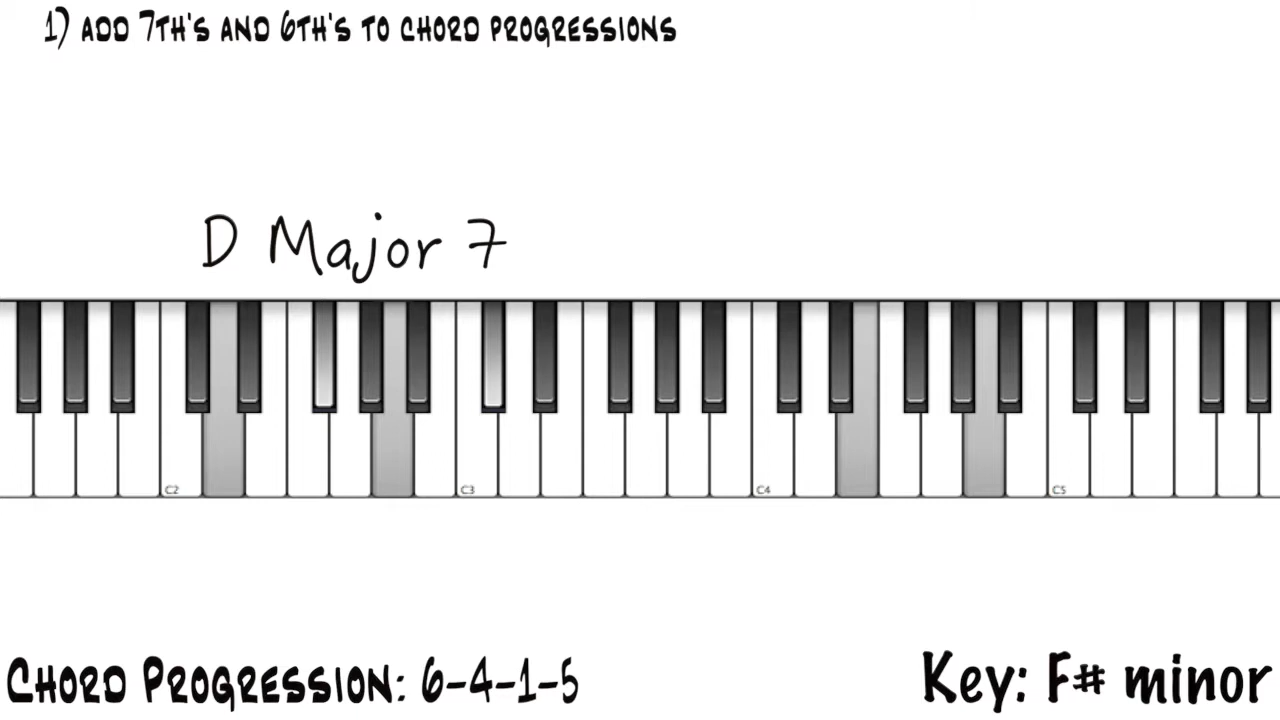 1) ADD 7TH'S AND 6TH'S TO CHORD PROGRESSIONS
D Major 7
C2 C3 C4 C5
CHORD PROGRESSION: 6-4-1-5
Key: F# minor